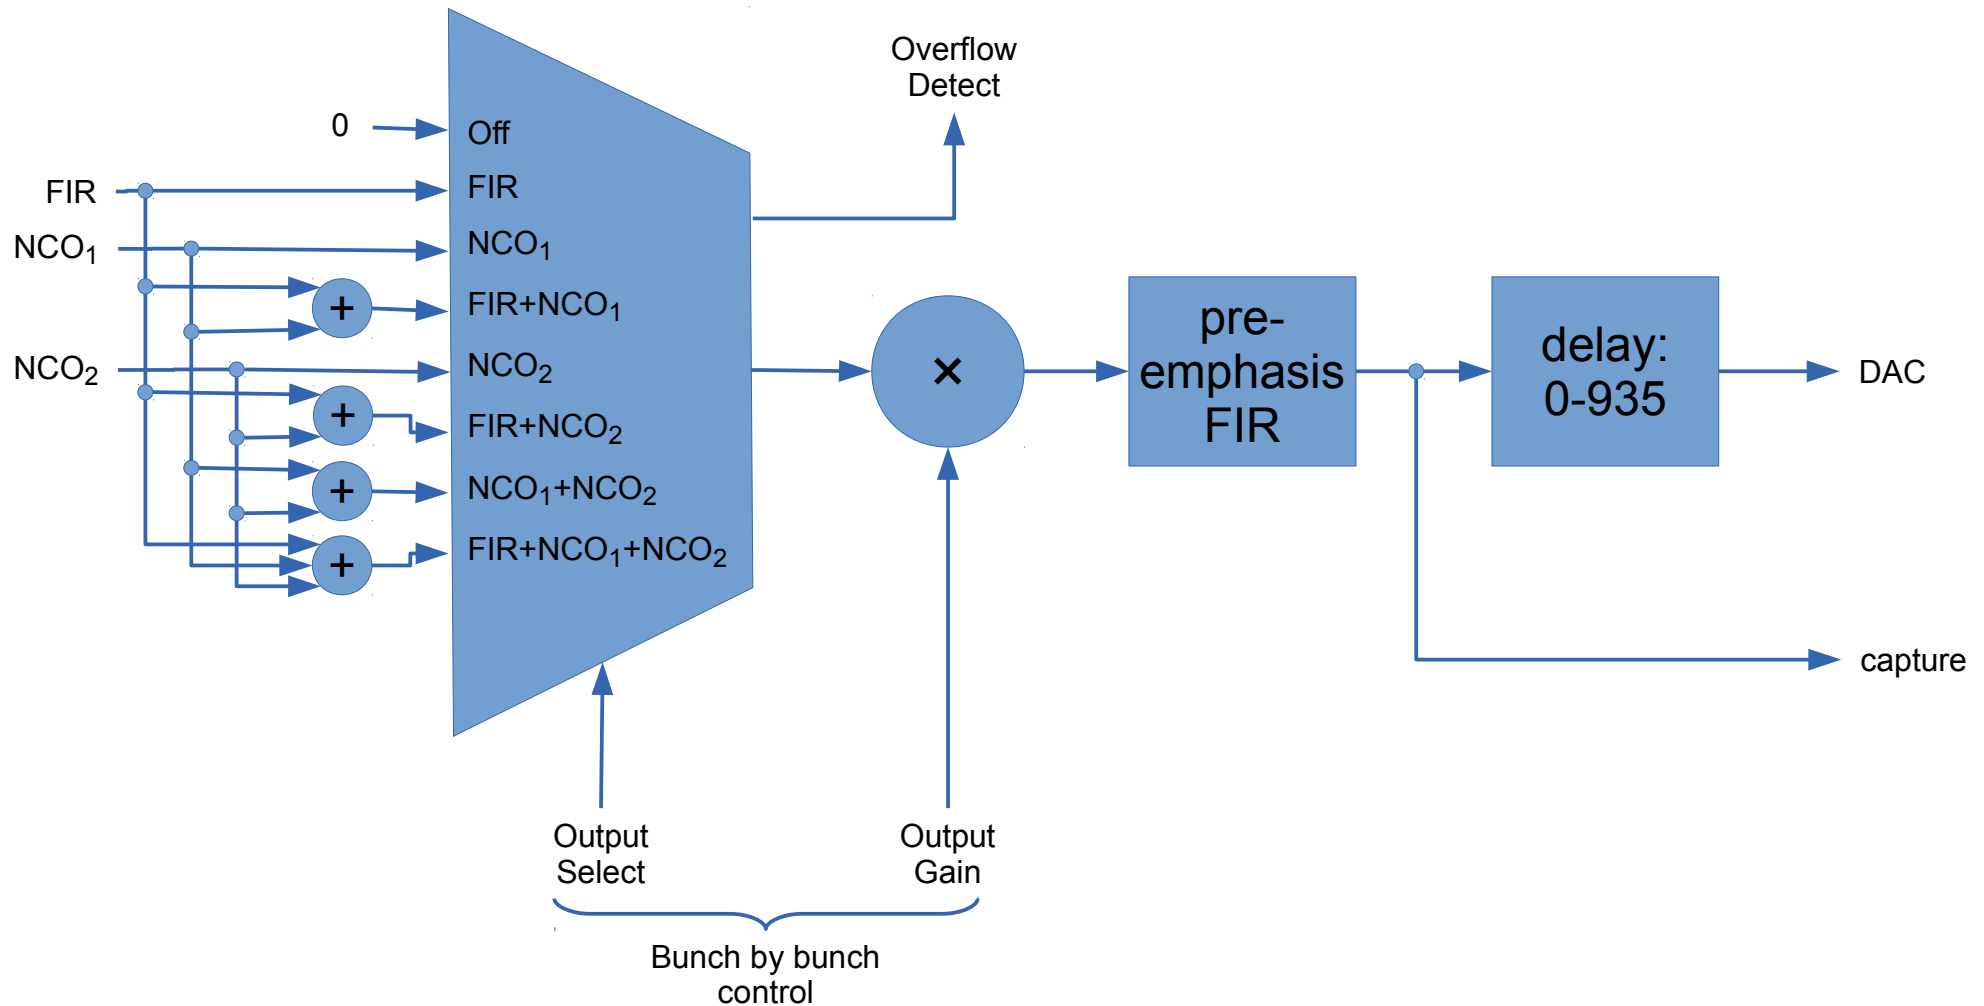 Overflow
Detect
0
Off
FIR
FIR
NCO₁
NCO₁
+
FIR+NCO₁
NCO₂
NCO₂
+
FIR+NCO₂
+
NCO₁+NCO₂
+
FIR+NCO₁+NCO₂
×
pre-
emphasis
FIR
delay:
0-935
DAC
capture
Output
Select
Output
Gain
Bunch by bunch
control